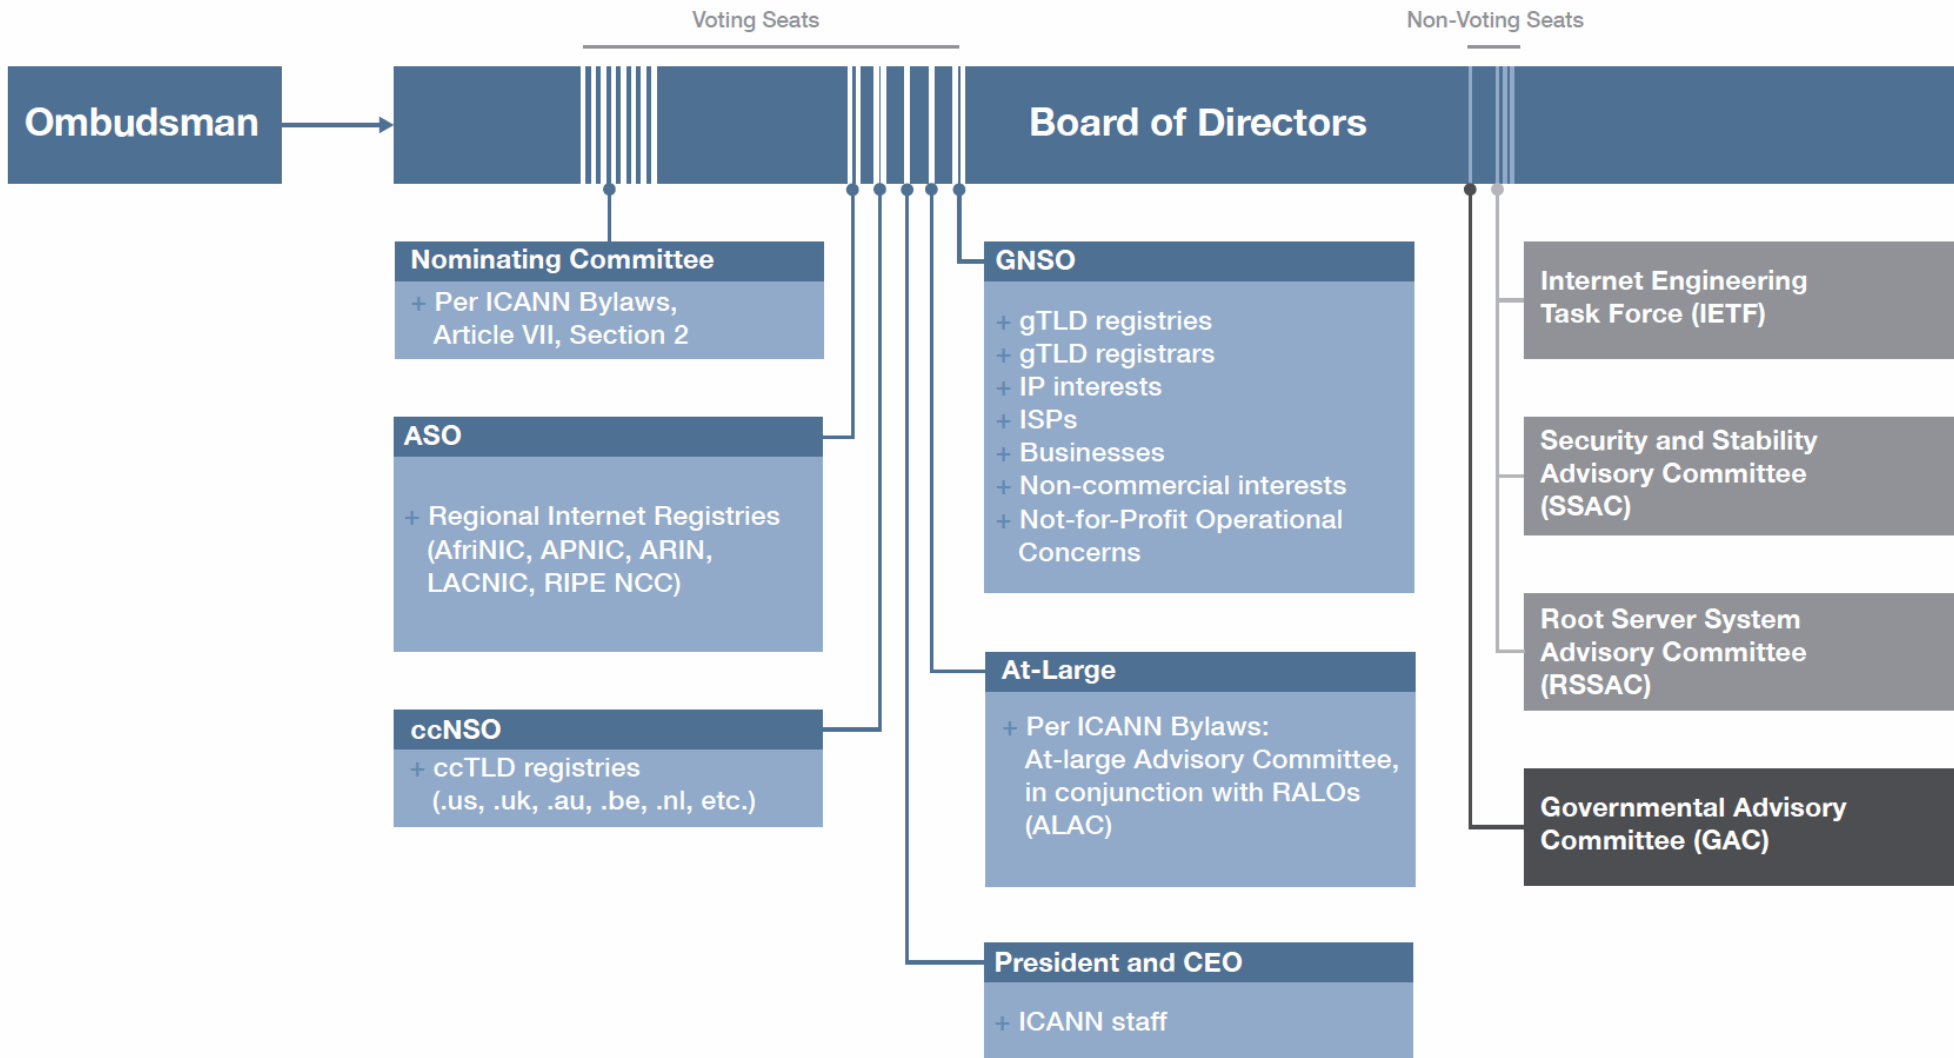 Voting Seats
Non-Voting Seats
Ombudsman
Board of Directors
Nominating Committee
+ Per ICANN Bylaws,
Article VII, Section 2
ASO
+ Regional Internet Registries
(AfriNIC, APNIC, ARIN,
LACNIC, RIPE NCC)
ccNSO
+ ccTLD registries
(.us, .uk, .au, .be, .nl, etc.)
GNSO
+ gTLD registries
+ gTLD registrars
+ IP interests
+ ISPs
+ Businesses
+ Non-commercial interests
+ Not-for-Profit Operational
Concerns
At-Large
+ Per ICANN Bylaws:
At-large Advisory Committee,
in conjunction with RALOs
(ALAC)
President and CEO
+ ICANN staff
Internet Engineering
Task Force (IETF)
Security and Stability
Advisory Committee
(SSAC)
Root Server System
Advisory Committee
(RSSAC)
Governmental Advisory
Committee (GAC)